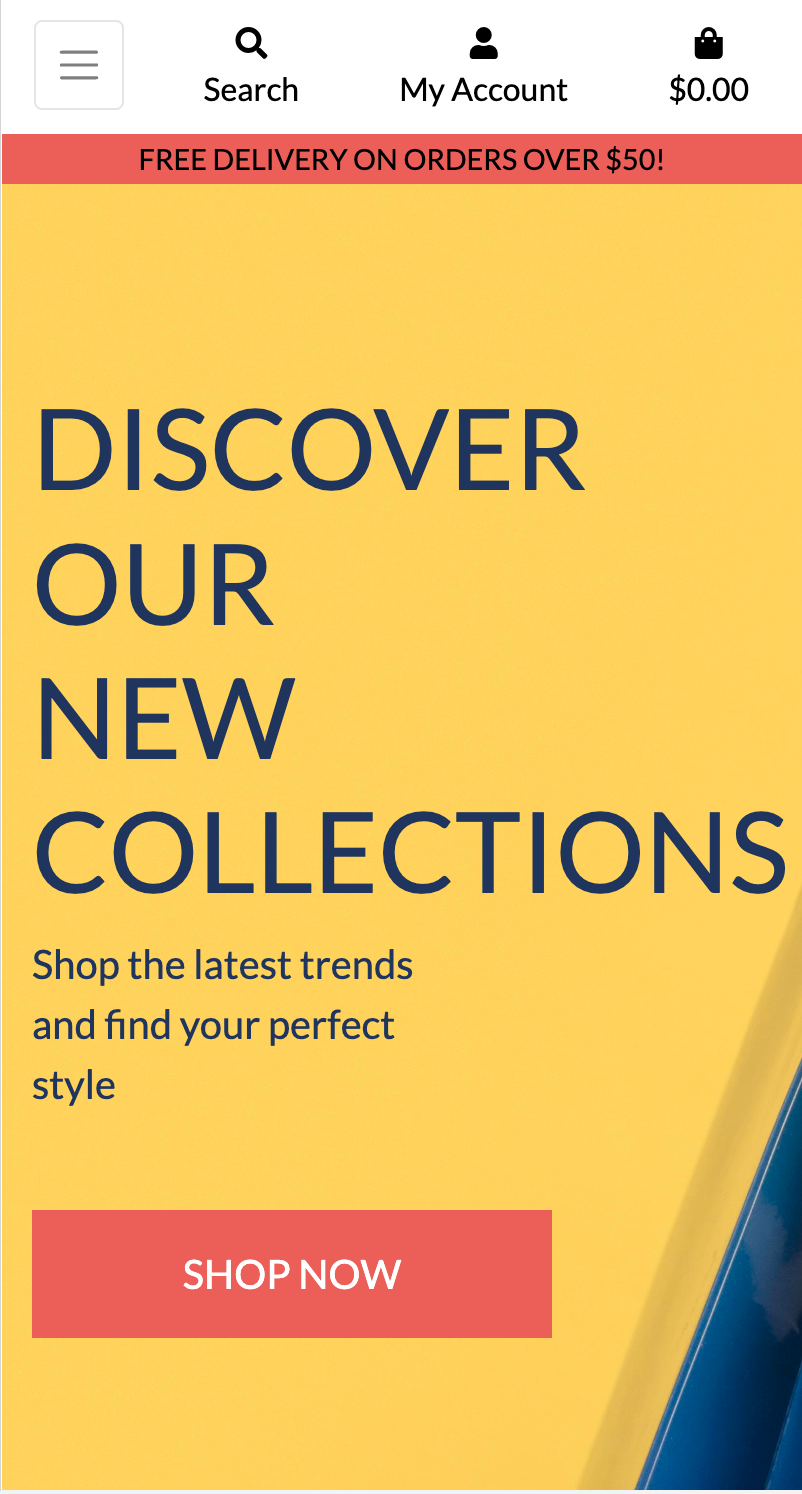 Search
My Account
$0.00
FREE DELIVERY ON ORDERS OVER $50!
DISCOVER
OUR
NEW
COLLECTIONS
Shop the latest trends
and find your perfect
style
SHOP NOW